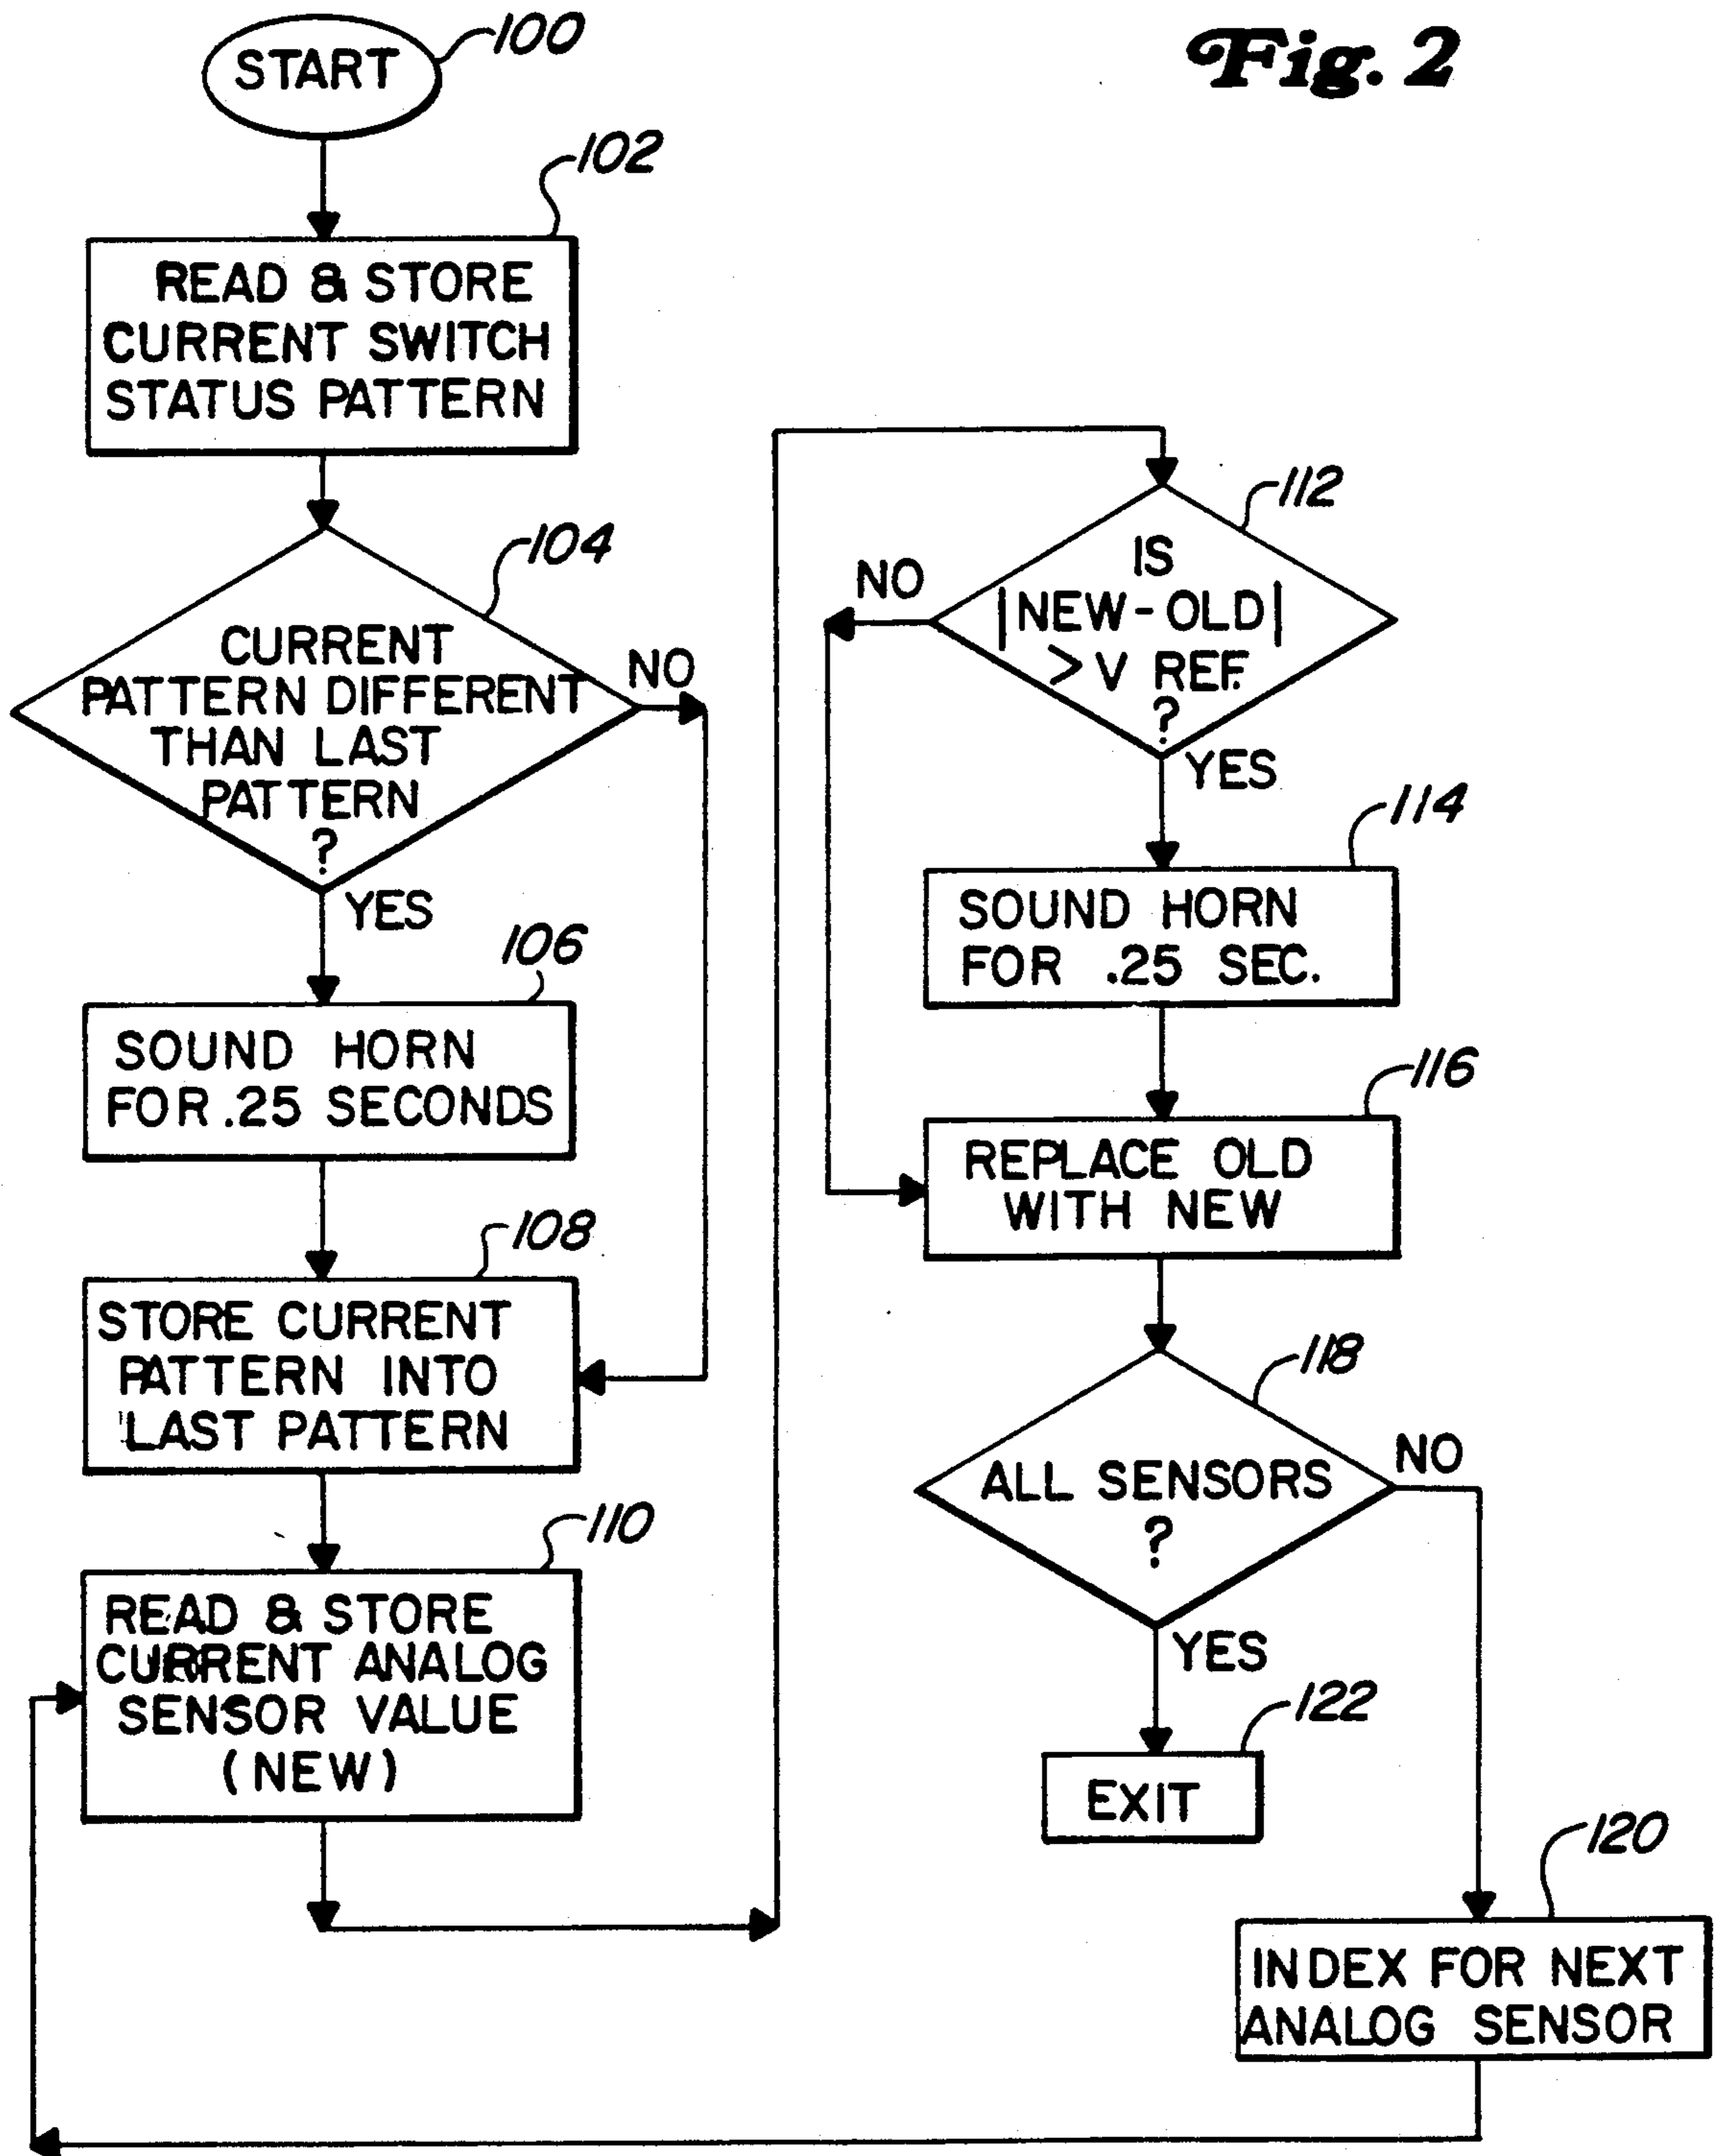 Fig. 2
START
100
102
READ & STORE
CURRENT SWITCH
STATUS PATTERN
104
CURRENT
PATTERN DIFFERENT
THAN LAST
PATTERN
?
NO
YES
106
SOUND HORN
FOR .25 SECONDS
108
STORE CURRENT
PATTERN INTO
LAST PATTERN
110
READ & STORE
CURRENT ANALOG
SENSOR VALUE
(NEW)
112
IS
|NEW-OLD|
> V REF.
?
NO
YES
114
SOUND HORN
FOR .25 SEC.
116
REPLACE OLD
WITH NEW
118
ALL SENSORS
?
NO
YES
122
EXIT
120
INDEX FOR NEXT
ANALOG SENSOR